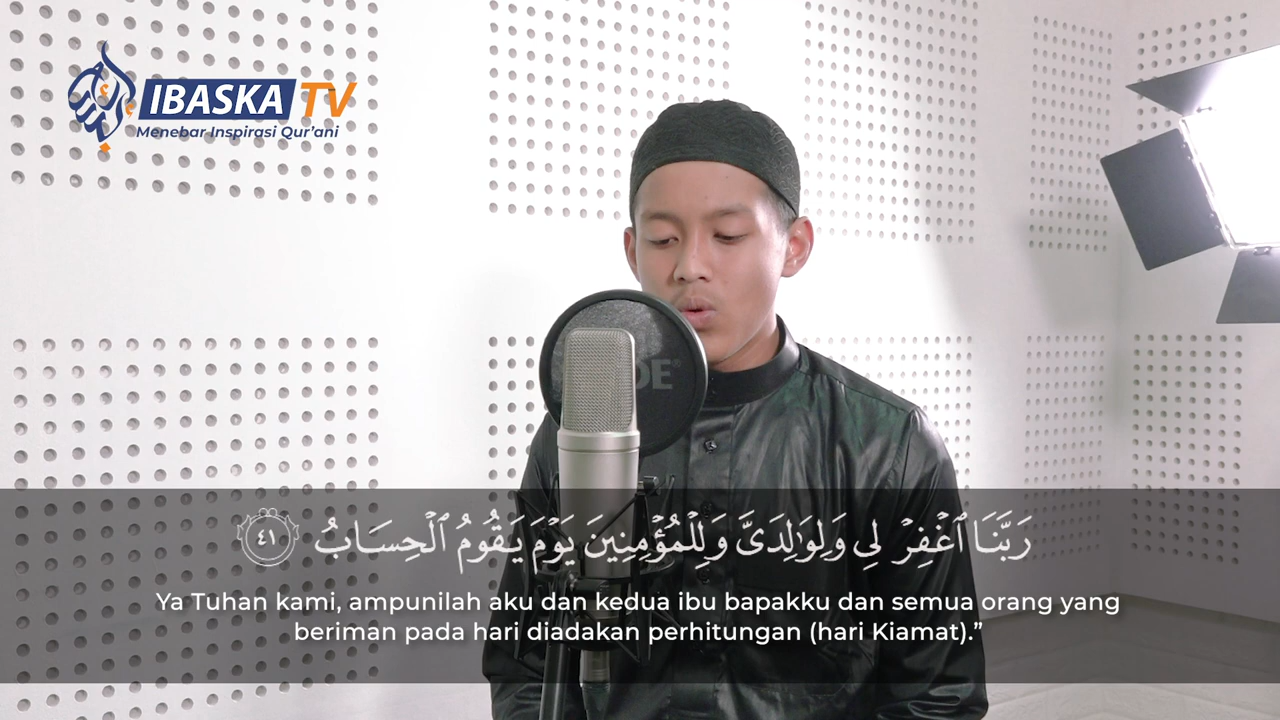 IBASKA TV
Menebar Inspirasi Qur'ani
DE®
رَبَّنَا ٱغْفِرْ لِي وَلِوَٰلِدَىَّ وَلِلْمُؤْمِنِينَ يَوْمَ يَقُومُ ٱلْحِسَابُ ٤١
Ya Tuhan kami, ampunilah aku dan kedua ibu bapakku dan semua orang yang
beriman pada hari diadakan perhitungan (hari Kiamat).”